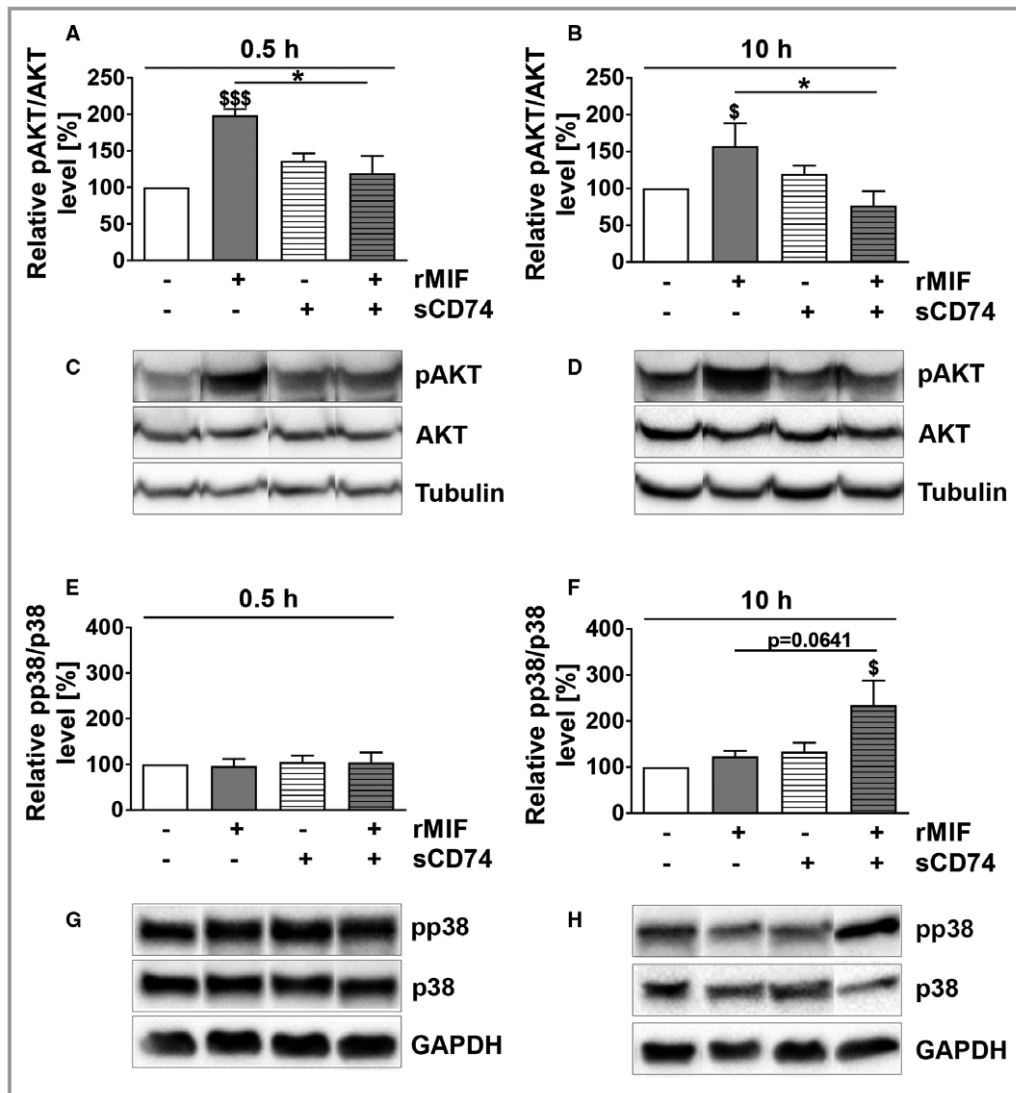 A
0.5 h
Relative pAKT/AKT
level [%]
250
200
150
100
50
0
$$$
*
- + - + rMIF
- - + + sCD74
B
10 h
Relative pAKT/AKT
level [%]
250
200
150
100
50
0
$
*
- + - + rMIF
- - + + sCD74
C
pAKT
AKT
Tubulin
D
pAKT
AKT
Tubulin
E
0.5 h
Relative pp38/p38
level [%]
400
300
200
100
0
- + - + rMIF
- - + + sCD74
F
10 h
Relative pp38/p38
level [%]
400
300
200
100
0
p=0.0641
$
- + - + rMIF
- - + + sCD74
G
pp38
p38
GAPDH
H
pp38
p38
GAPDH